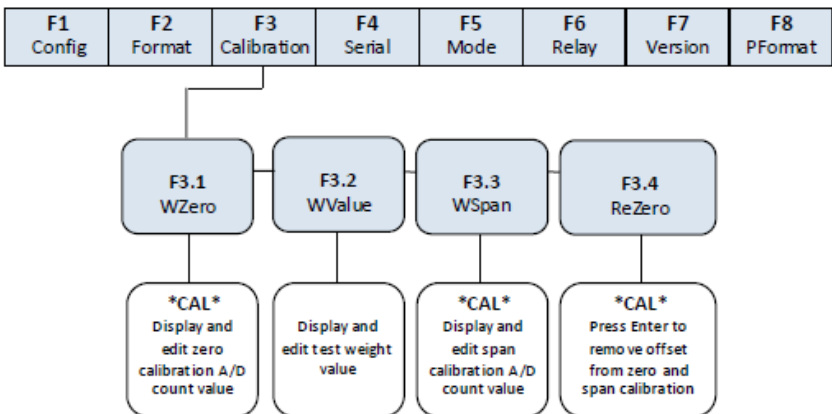 F1 F2 F3 F4 F5 F6 F7 F8
Config Format Calibration Serial Mode Relay Version PFormat
F3.1
WZero
F3.2
WValue
F3.3
WSpan
F3.4
ReZero
*CAL*
Display and
edit zero
calibration A/D
count value
Display and
edit test weight
value
*CAL*
Display and
edit span
calibration A/D
count value
*CAL*
Press Enter to
remove offset
from zero and
span calibration